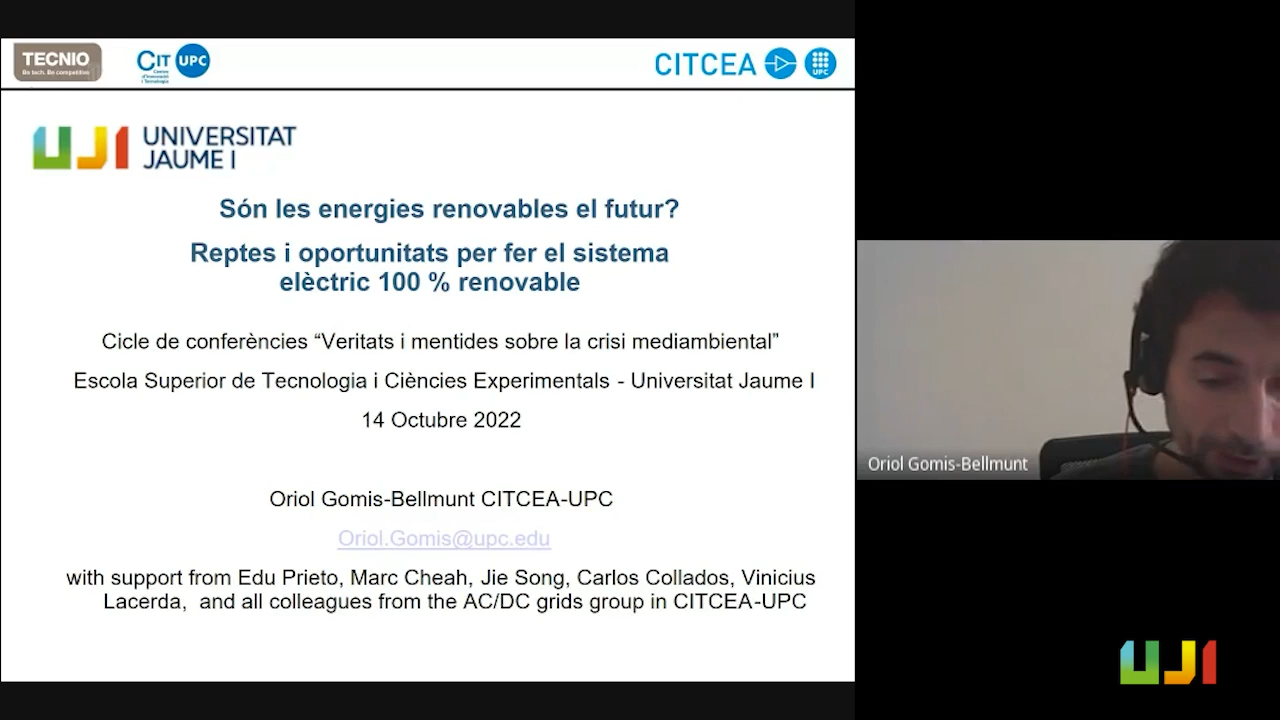 TECNIO
Be tech. Be competitive
CIT UPC
Centre
d'Innovació
i Tecnologia
CITCEA
UPC
UJI UNIVERSITAT
JAUME I
Són les energies renovables el futur?
Reptes i oportunitats per fer el sistema
elèctric 100 % renovable
Cicle de conferències “Veritats i mentides sobre la crisi mediambiental”
Escola Superior de Tecnologia i Ciències Experimentals - Universitat Jaume I
14 Octubre 2022
Oriol Gomis-Bellmunt CITCEA-UPC
Oriol.Gomis@upc.edu
with support from Edu Prieto, Marc Cheah, Jie Song, Carlos Collados, Vinicius
Lacerda, and all colleagues from the AC/DC grids group in CITCEA-UPC
Oriol Gomis-Bellmunt
UJI